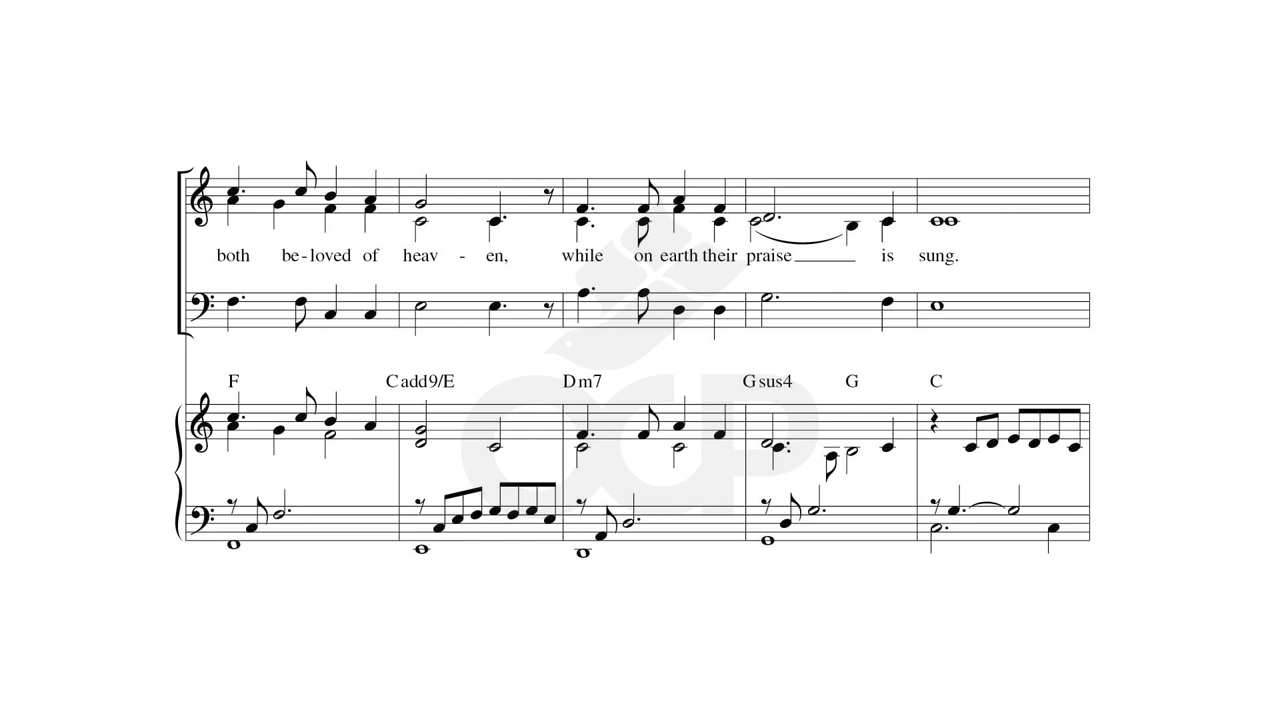 both be-loved of heav - en, while on earth their praise is sung.
F Cadd9/E Dm7 Gsus4 G C
OCP